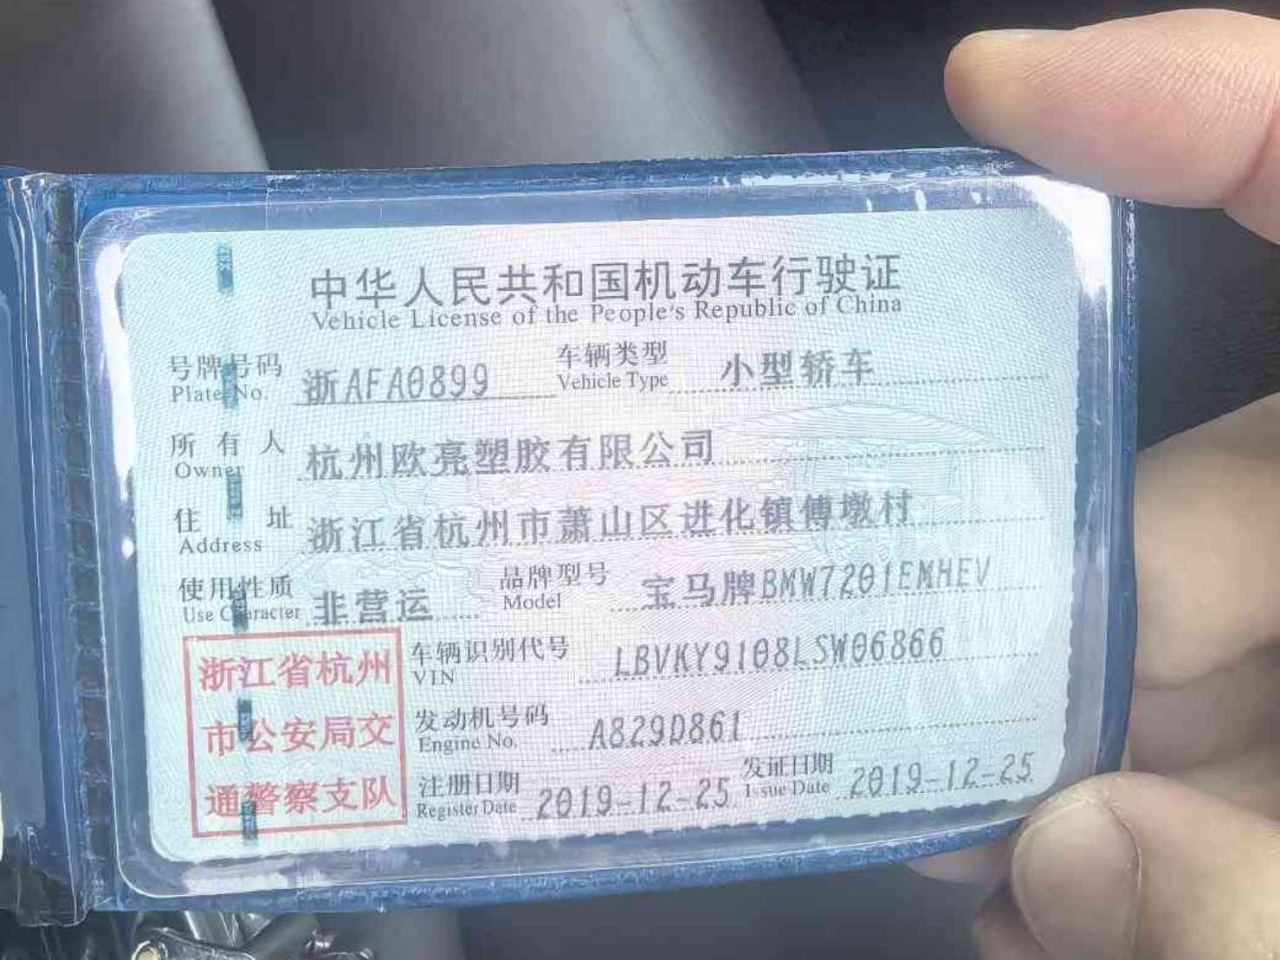 中华人民共和国机动车行驶证
Vehicle License of the People's Republic of China
号牌号码 浙AFA0899 车辆类型 小型轿车
Plate No. Vehicle Type
所有人 杭州欧亮塑胶有限公司
Owner
住址 浙江省杭州市萧山区进化镇傅墩村
Address
使用性质 非营运 品牌型号 宝马牌BMW7201EMHEV
Use Character Model
浙江省杭州
市公安局交
通警察支队
车辆识别代号 LBVKY9108LSW06866
VIN
发动机号码 A829D861
Engine No.
注册日期 2019-12-25 发证日期 2019-12-25
Register Date Issue Date